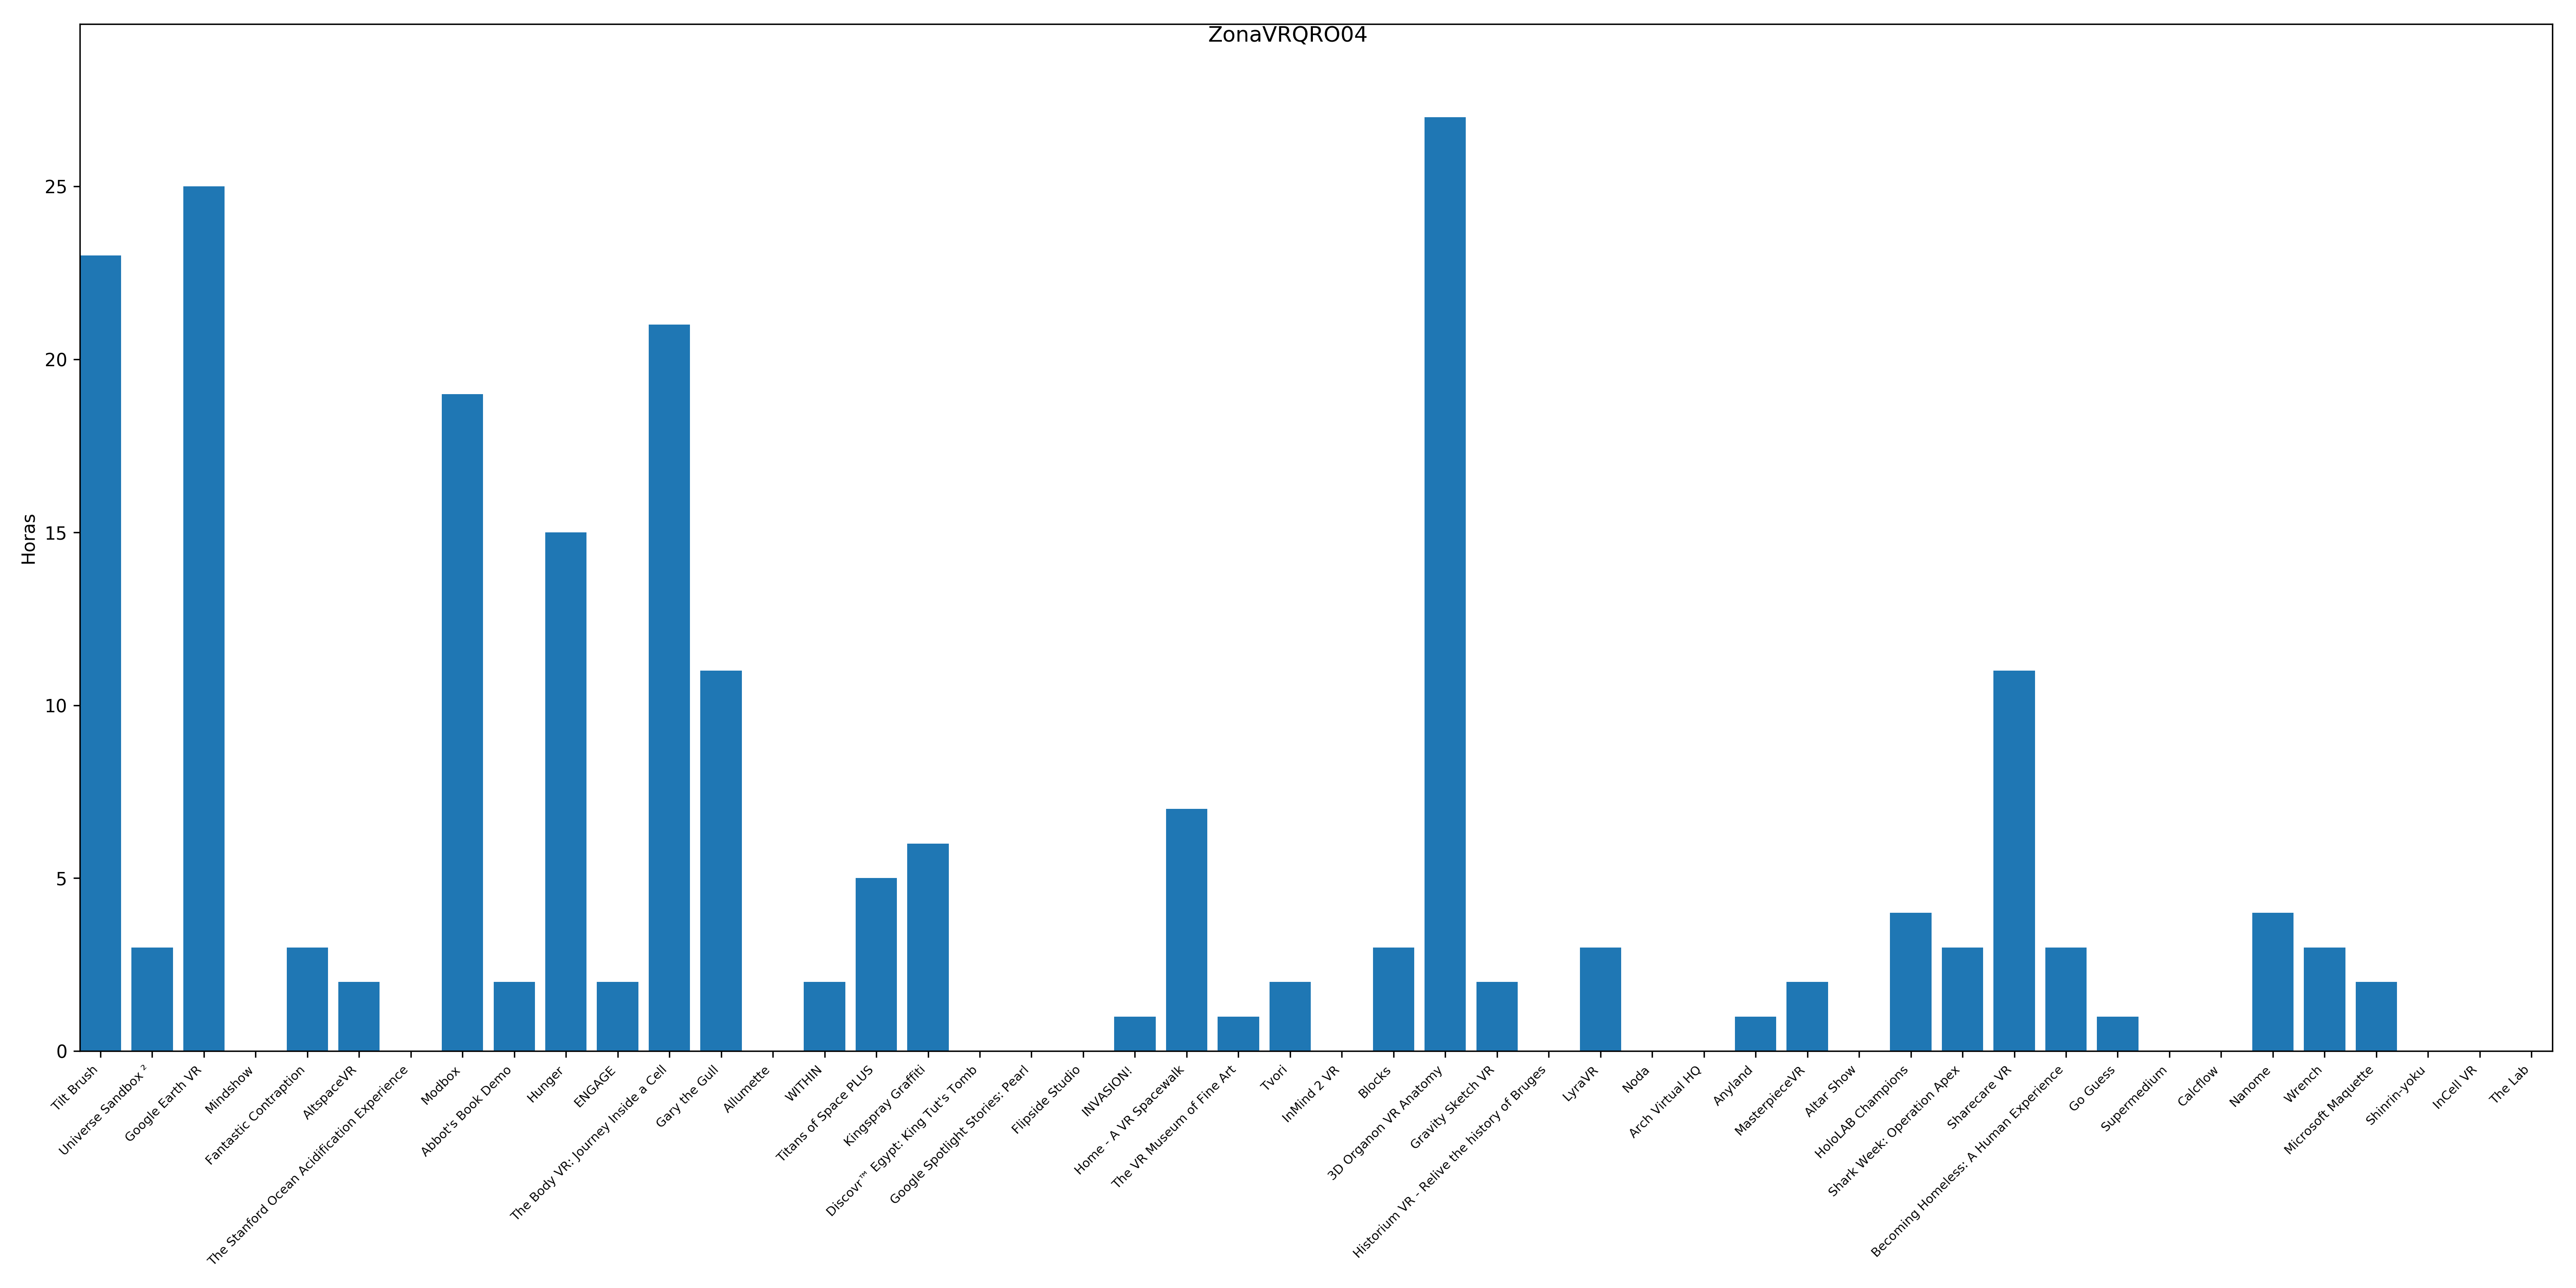 ZonaVRQRO04
Horas
25
20
15
10
5
0
Tilt Brush
Universe Sandbox ²
Google Earth VR
Mindshow
Fantastic Contraption
AltspaceVR
The Stanford Ocean Acidification Experience
Modbox
Abbot's Book Demo
Hunger
ENGAGE
The Body VR: Journey Inside a Cell
Gary the Gull
Allumette
WITHIN
Titans of Space PLUS
Kingspray Graffiti
Discovr™ Egypt: King Tut's Tomb
Google Spotlight Stories: Pearl
Flipside Studio
INVASION!
Home - A VR Spacewalk
The VR Museum of Fine Art
Tvori
InMind 2 VR
Blocks
3D Organon VR Anatomy
Gravity Sketch VR
Historium VR - Relive the history of Bruges
LyraVR
Noda
Arch Virtual HQ
Anyland
MasterpieceVR
Altar Show
HoloLAB Champions
Shark Week: Operation Apex
Sharecare VR
Becoming Homeless: A Human Experience
Go Guess
Supermedium
Calcflow
Nanome
Wrench
Microsoft Maquette
Shinrin-yoku
InCell VR
The Lab